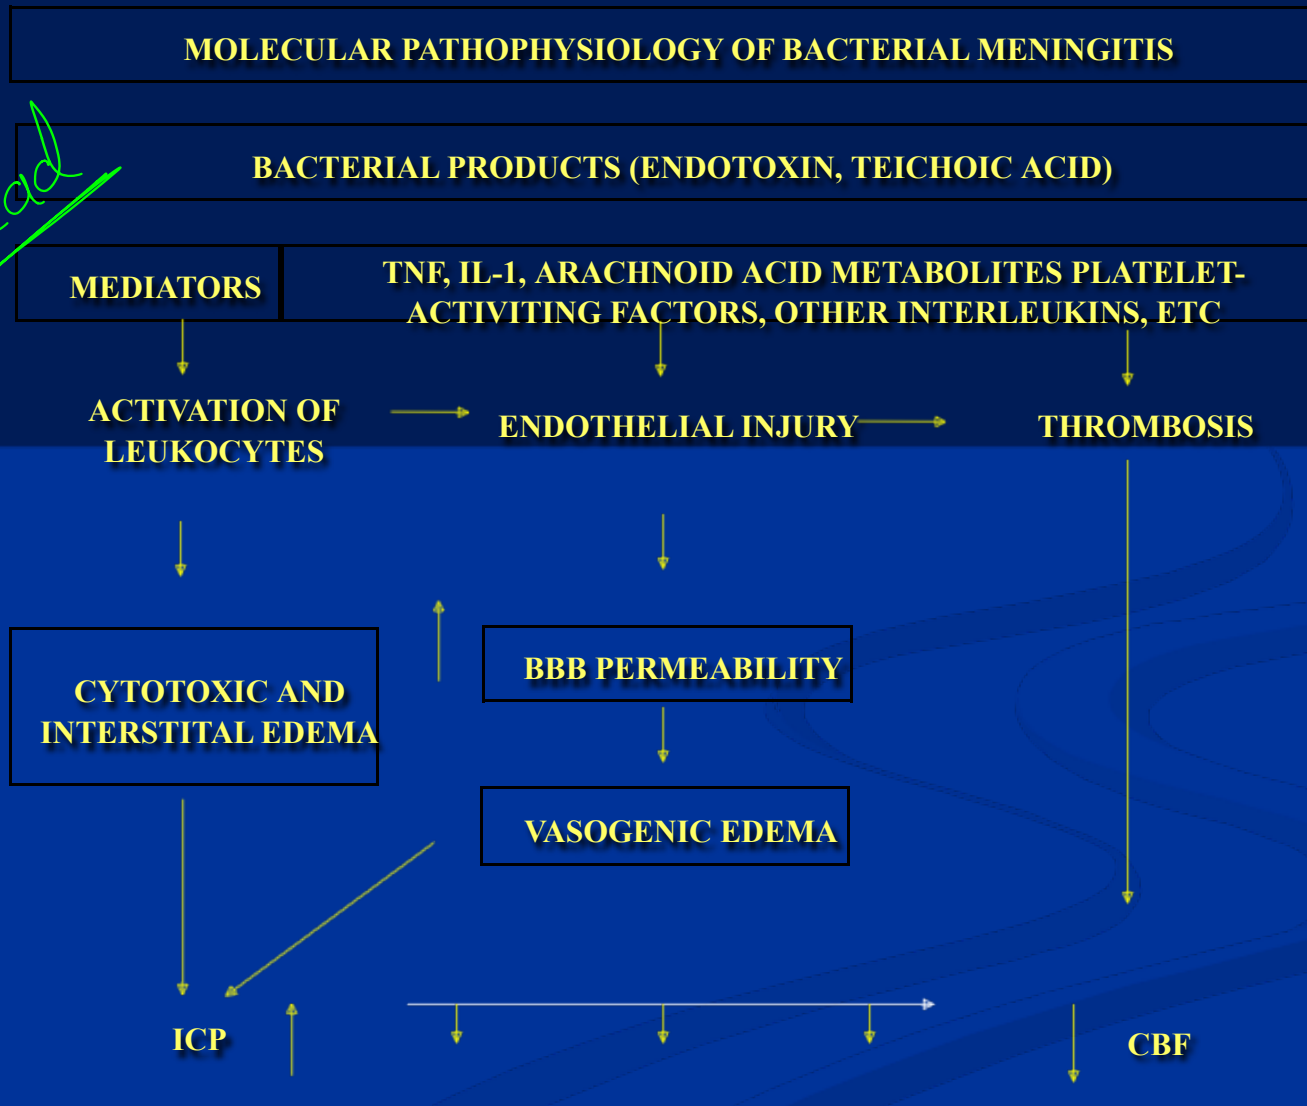 MOLECULAR PATHOPHYSIOLOGY OF BACTERIAL MENINGITIS
BACTERIAL PRODUCTS (ENDOTOXIN, TEICHOIC ACID)
MEDIATORS
TNF, IL-1, ARACHNOID ACID METABOLITES PLATELET-
ACTIVITING FACTORS, OTHER INTERLEUKINS, ETC
ACTIVATION OF
LEUKOCYTES
ENDOTHELIAL INJURY
THROMBOSIS
CYTOTOXIC AND
INTERSTITAL EDEMA
BBB PERMEABILITY
VASOGENIC EDEMA
ICP
CBF